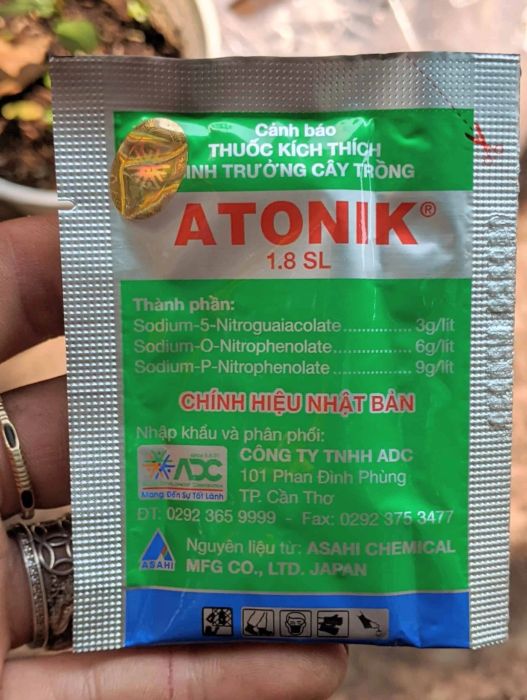 Cảnh báo
THUỐC KÍCH THÍCH
INH TRƯỞNG CÂY TRỒNG
ATONIK®
1.8 SL
Thành phần:
Sodium-5-Nitroguaiacolate............... 3g/lít
Sodium-O-Nitrophenolate................ 6g/lít
Sodium-P-Nitrophenolate ................ 9g/lít
CHÍNH HIỆU NHẬT BẢN
Nhập khẩu và phân phối:
ADC
Mang Đến Sự Tốt Lành
CÔNG TY TNHH ADC
101 Phan Đình Phùng
TP. Cần Thơ
ĐT: 0292 365 9999 - Fax: 0292 375 3477
ASAHI
Nguyên liệu từ: ASAHI CHEMICAL
MFG CO., LTD. JAPAN